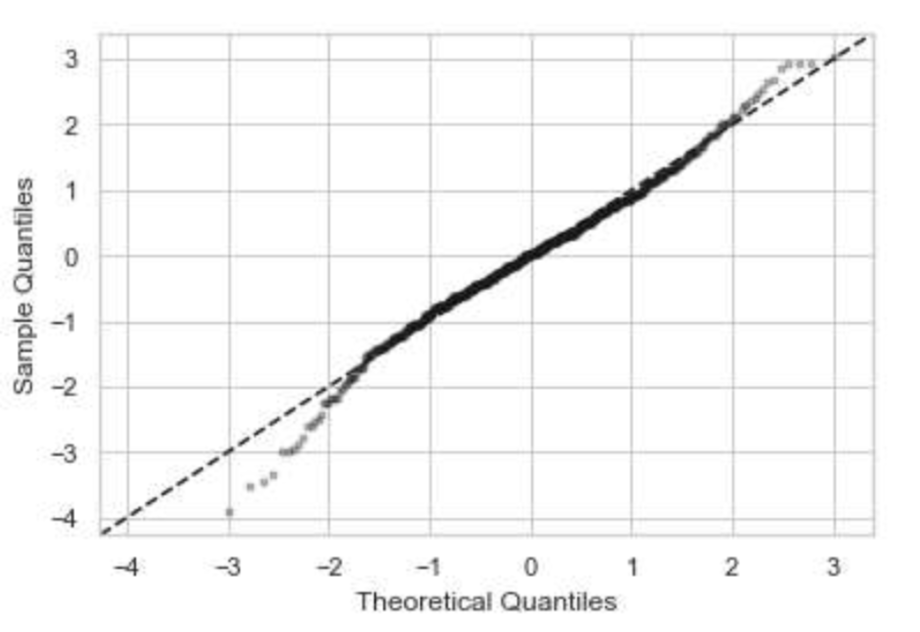 3
2
1
0
−1
−2
−3
−4
Sample Quantiles
−4 −3 −2 −1 0 1 2 3
Theoretical Quantiles